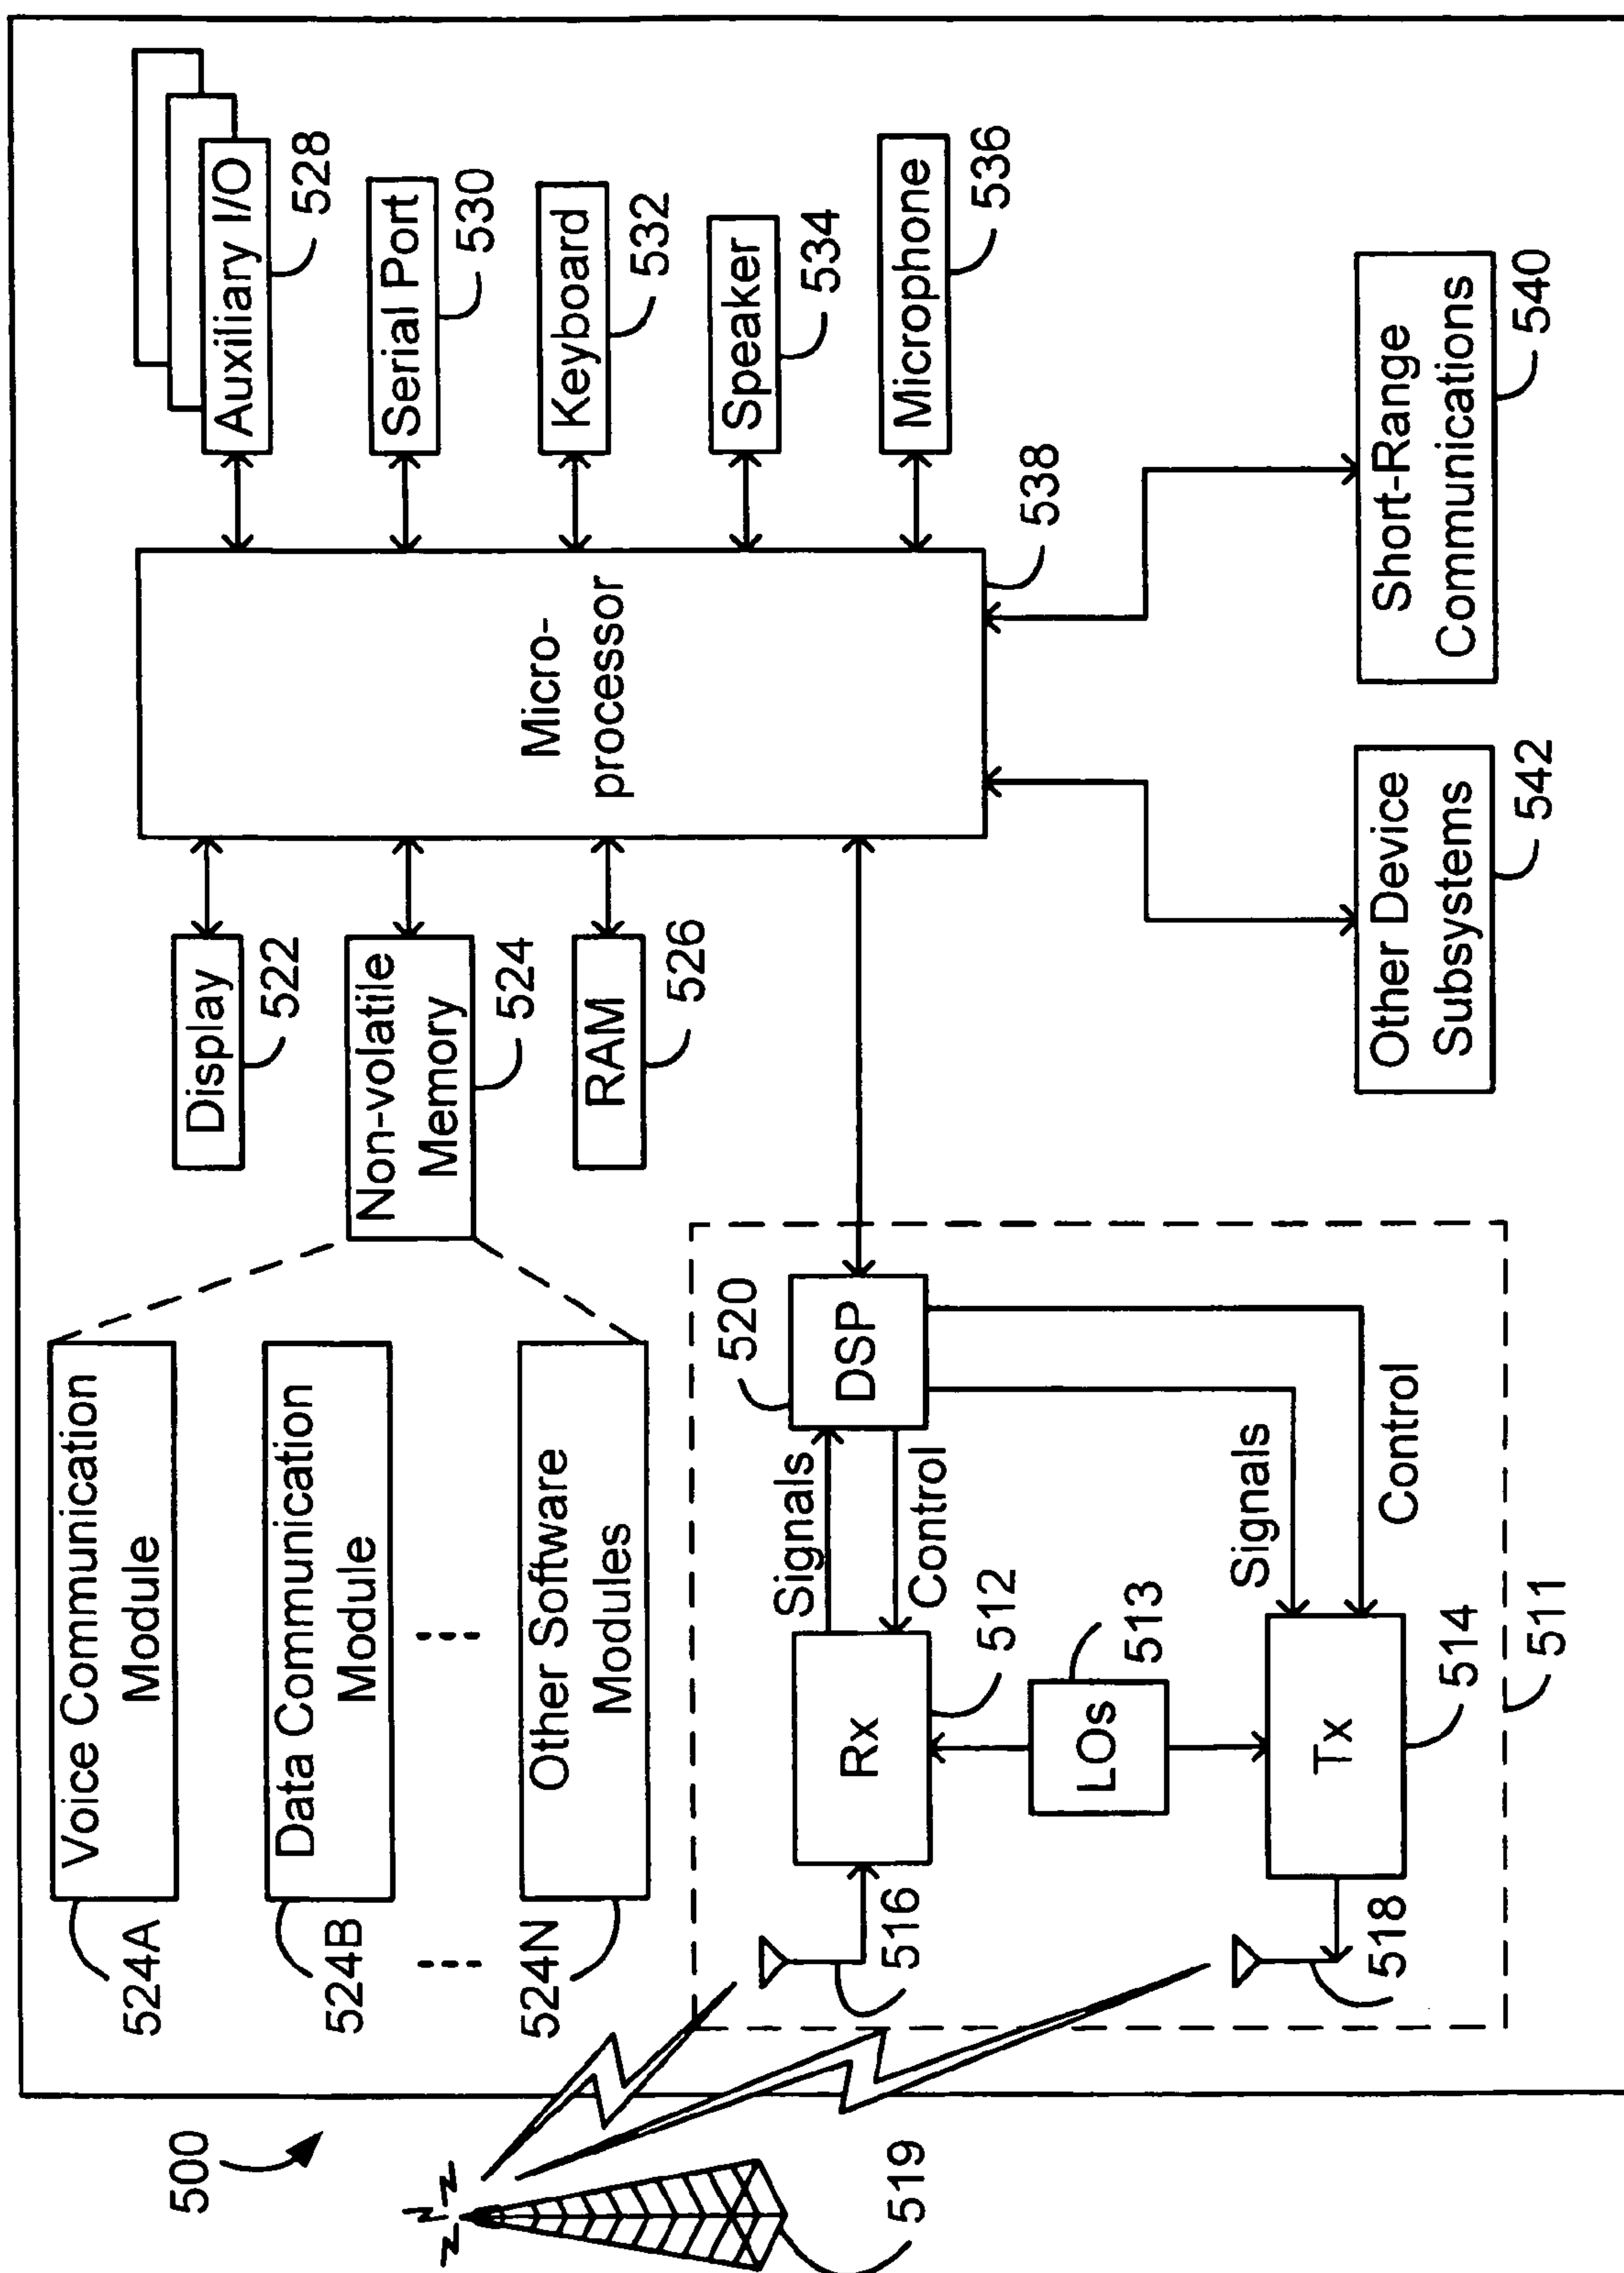 Voice Communication
Module
524A
Data Communication
Module
524B
Other Software
Modules
524N
Display
522
Non-volatile
Memory
524
RAM
526
Micro-
processor
538
Auxiliary I/O
528
Serial Port
530
Keyboard
532
Speaker
534
Microphone
536
Short-Range
Communications
540
Other Device
Subsystems
542
520
DSP
Signals
Control
Rx
512
LOs
513
Signals
Control
Tx
514
511
516
518
500
519